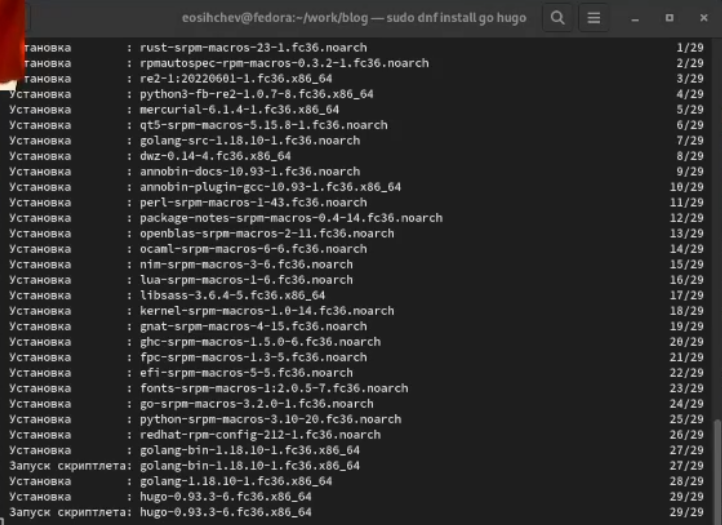 eosihchev@fedora:~/work/blog — sudo dnf install go hugo
тановка : rust-srpm-macros-23-1.fc36.noarch 1/29
тановка : rpmautospec-rpm-macros-0.3.2-1.fc36.noarch 2/29
Установка : re2-1:20220601-1.fc36.x86_64 3/29
Установка : python3-fb-re2-1.0.7-8.fc36.x86_64 4/29
Установка : mercurial-6.1.4-1.fc36.x86_64 5/29
Установка : qt5-srpm-macros-5.15.8-1.fc36.noarch 6/29
Установка : golang-src-1.18.10-1.fc36.noarch 7/29
Установка : dwz-0.14-4.fc36.x86_64 8/29
Установка : annobin-docs-10.93-1.fc36.noarch 9/29
Установка : annobin-plugin-gcc-10.93-1.fc36.x86_64 10/29
Установка : perl-srpm-macros-1-43.fc36.noarch 11/29
Установка : package-notes-srpm-macros-0.4-14.fc36.noarch 12/29
Установка : openblas-srpm-macros-2-11.fc36.noarch 13/29
Установка : ocaml-srpm-macros-6-6.fc36.noarch 14/29
Установка : nim-srpm-macros-3-6.fc36.noarch 15/29
Установка : lua-srpm-macros-1-6.fc36.noarch 16/29
Установка : libsass-3.6.4-5.fc36.x86_64 17/29
Установка : kernel-srpm-macros-1.0-14.fc36.noarch 18/29
Установка : gnat-srpm-macros-4-15.fc36.noarch 19/29
Установка : ghc-srpm-macros-1.5.0-6.fc36.noarch 20/29
Установка : fpc-srpm-macros-1.3-5.fc36.noarch 21/29
Установка : efi-srpm-macros-5-5.fc36.noarch 22/29
Установка : fonts-srpm-macros-1:2.0.5-7.fc36.noarch 23/29
Установка : go-srpm-macros-3.2.0-1.fc36.noarch 24/29
Установка : python-srpm-macros-3.10-20.fc36.noarch 25/29
Установка : redhat-rpm-config-212-1.fc36.noarch 26/29
Установка : golang-bin-1.18.10-1.fc36.x86_64 27/29
Запуск скриптлета: golang-bin-1.18.10-1.fc36.x86_64 27/29
Установка : golang-1.18.10-1.fc36.x86_64 28/29
Установка : hugo-0.93.3-6.fc36.x86_64 29/29
Запуск скриптлета: hugo-0.93.3-6.fc36.x86_64 29/29